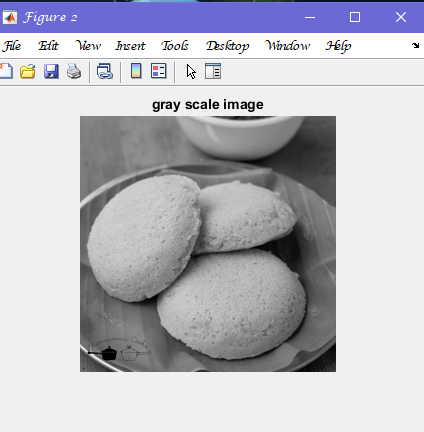 Figure 2
File Edit View Insert Tools Desktop Window Help
gray scale image